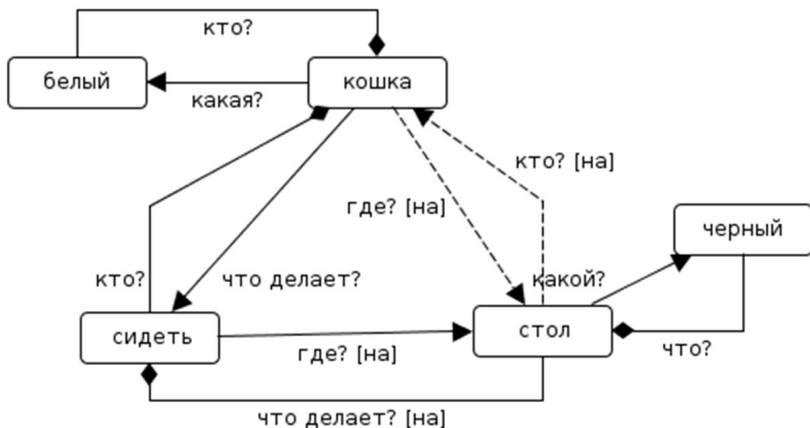 кто?
белый
кошка
какая?
кто? [на]
где? [на]
черный
кто?
что делает?
какой?
сидеть
стол
где? [на]
что?
что делает? [на]